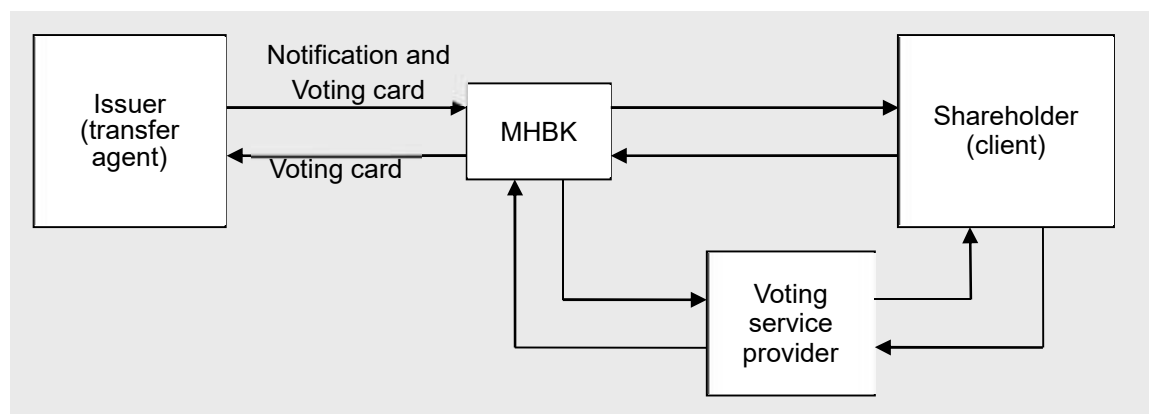 Issuer
(transfer
agent)
Notification and
Voting card
Voting card
MHBK
Shareholder
(client)
Voting
service
provider